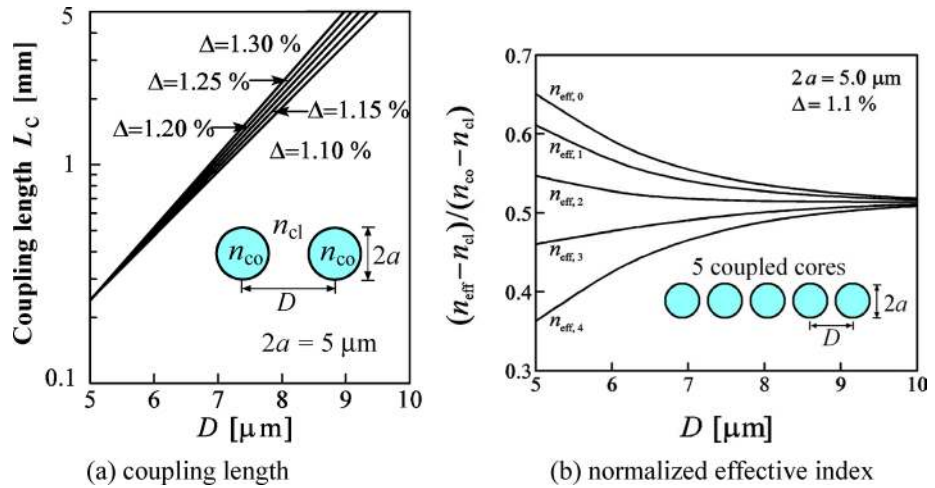 5
1
0.1
Coupling length L_C [mm]
Δ=1.30 %
Δ=1.25 %
Δ=1.15 %
Δ=1.20 %
Δ=1.10 %
n_cl
n_co
n_co
2a
D
2a = 5 μm
5 6 7 8 9 10
D [μm]
(a) coupling length
0.7
0.6
0.5
0.4
0.3
(n_eff − n_cl)/(n_co − n_cl)
2a = 5.0 μm
Δ = 1.1 %
n_eff, 0
n_eff, 1
n_eff, 2
n_eff, 3
n_eff, 4
5 coupled cores
2a
D
5 6 7 8 9 10
D [μm]
(b) normalized effective index